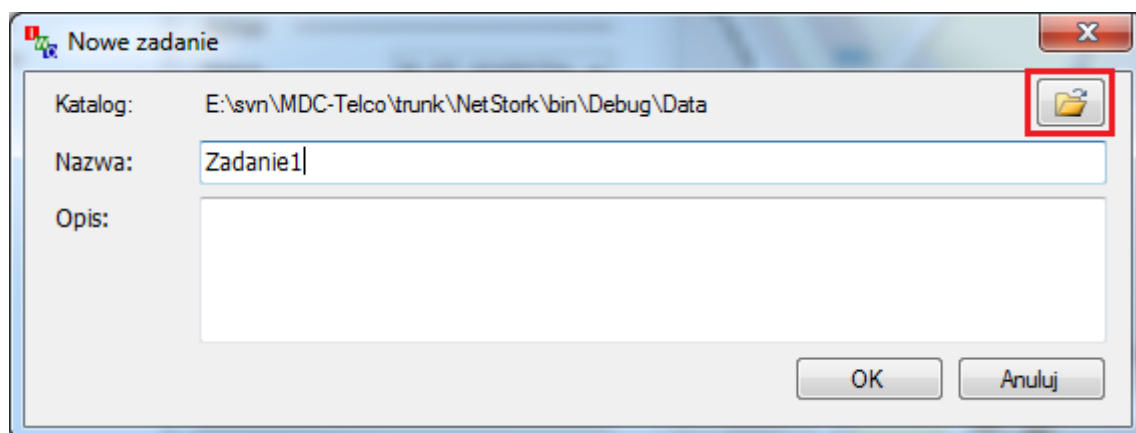 Nowe zadanie
Katalog: E:\svn\MDC-Telco\trunk\NetStork\bin\Debug\Data
Nazwa: Zadanie1
Opis:
OK Anuluj